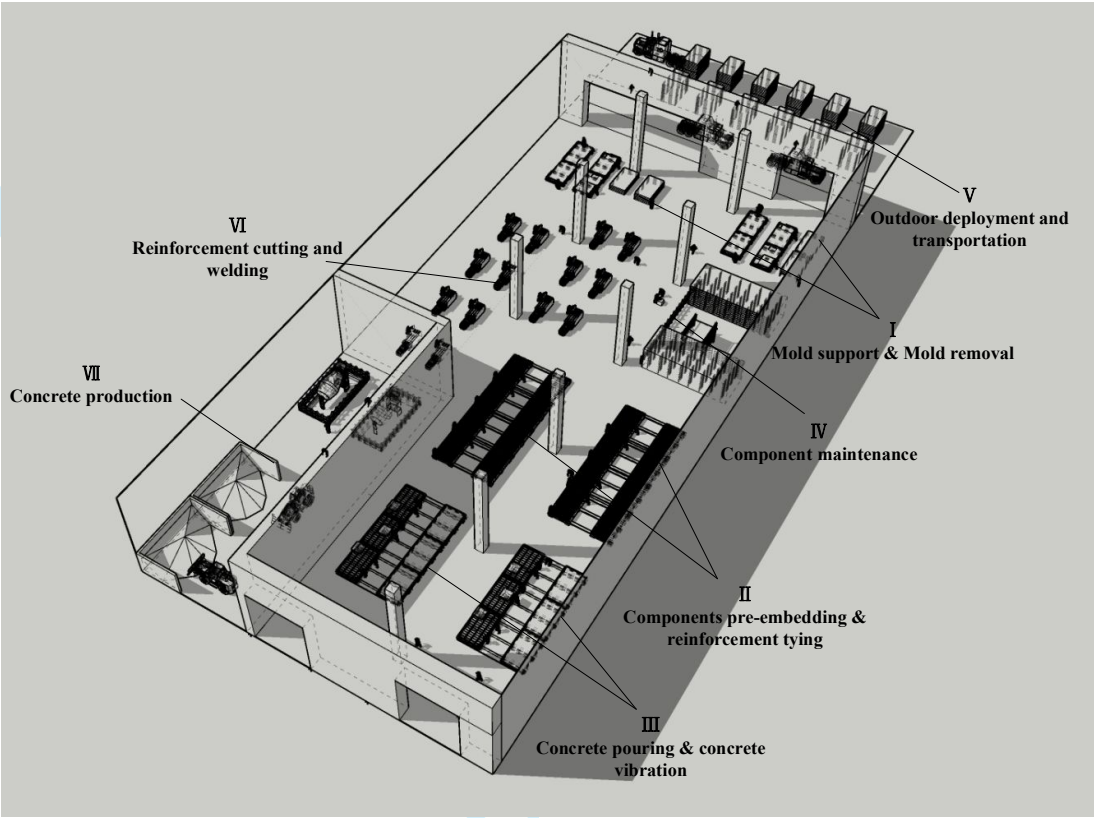 Ⅴ
Outdoor deployment and
transportation
Ⅵ
Reinforcement cutting and
welding
Ⅰ
Mold support & Mold removal
Ⅶ
Concrete production
Ⅳ
Component maintenance
Ⅱ
Components pre-embedding &
reinforcement tying
Ⅲ
Concrete pouring & concrete
vibration